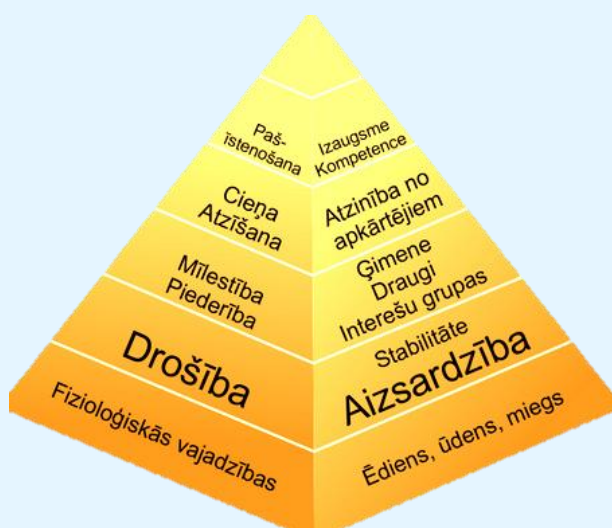 Paš-
īstenošana
Izaugsme
Kompetence
Cieņa
Atzīšana
Atzinība no
apkārtējiem
Mīlestība
Piederība
Ģimene
Draugi
Interešu grupas
Drošība
Stabilitāte
Aizsardzība
Fizioloģiskās vajadzības
Ēdiens, ūdens, miegs